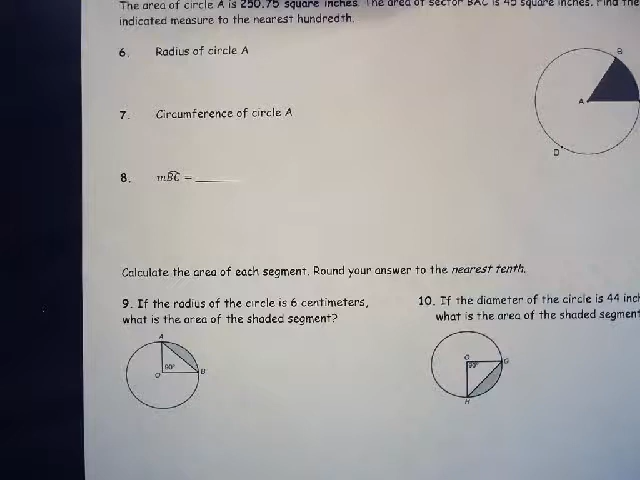 The area of circle A is 250.75 square inches. The area of sector BAC is 45 square inches. Find the
indicated measure to the nearest hundredth.
6. Radius of circle A
B
A
7. Circumference of circle A
D
8. mBC = ______
Calculate the area of each segment. Round your answer to the nearest tenth.
9. If the radius of the circle is 6 centimeters,
what is the area of the shaded segment?
10. If the diameter of the circle is 44 inch
what is the area of the shaded segment
A
90°
O
B
G
H